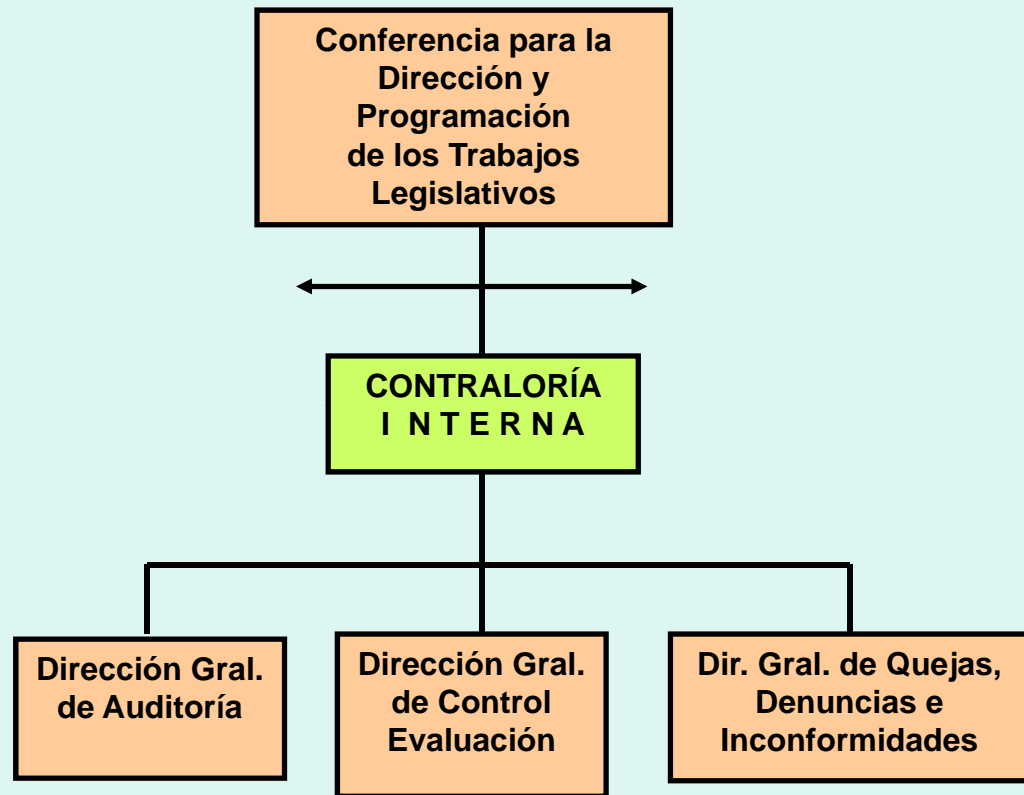 Conferencia para la
Dirección y
Programación
de los Trabajos
Legislativos
CONTRALORÍA
I N T E R N A
Dirección Gral.
de Auditoría
Dirección Gral.
de Control
Evaluación
Dir. Gral. de Quejas,
Denuncias e
Inconformidades